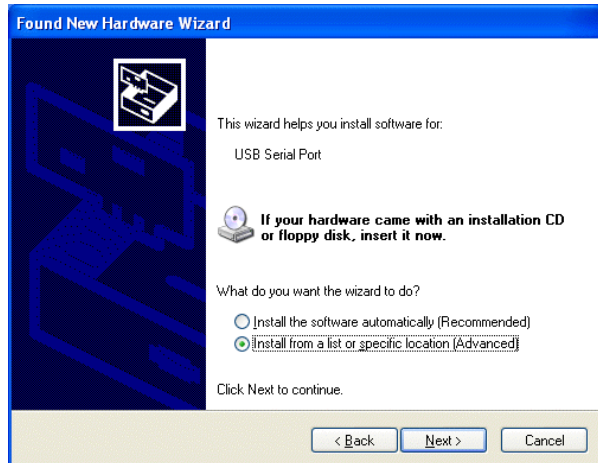 Found New Hardware Wizard
This wizard helps you install software for:
USB Serial Port
If your hardware came with an installation CD
or floppy disk, insert it now.
What do you want the wizard to do?
Install the software automatically (Recommended)
Install from a list or specific location (Advanced)
Click Next to continue.
< Back Next > Cancel